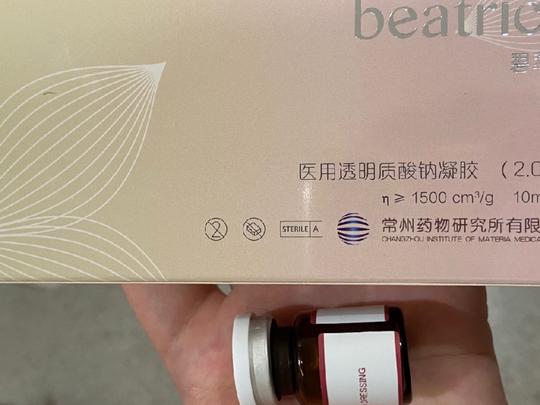 beatric
医用透明质酸钠凝胶 （2.0
η ≥ 1500 cm³/g 10m
STERILE A
常州药物研究所有限
CHANGZHOU INSTITUTE OF MATERIA MEDICA
RESSING